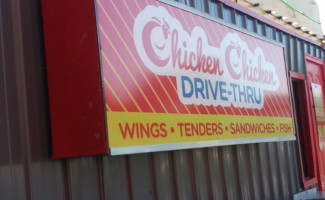 Chicken Chicken
DRIVE-THRU
WINGS • TENDERS • SANDWICHES • FISH